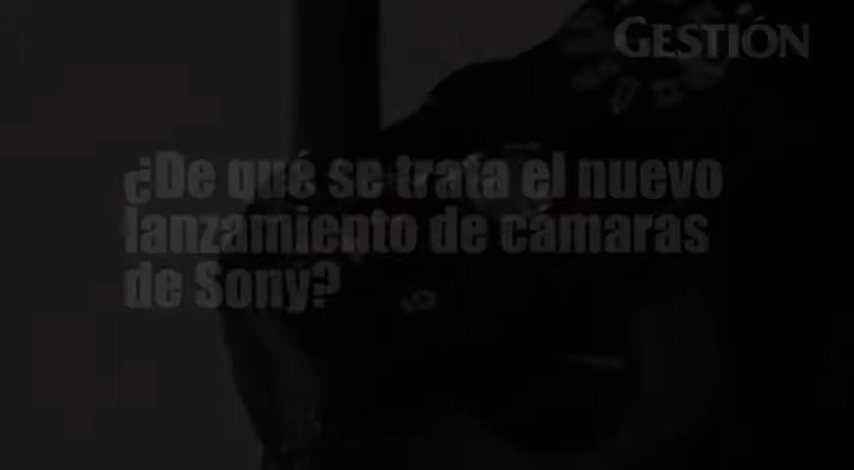 GESTIÓN
¿De qué se trata el nuevo
lanzamiento de cámaras
de Sony?